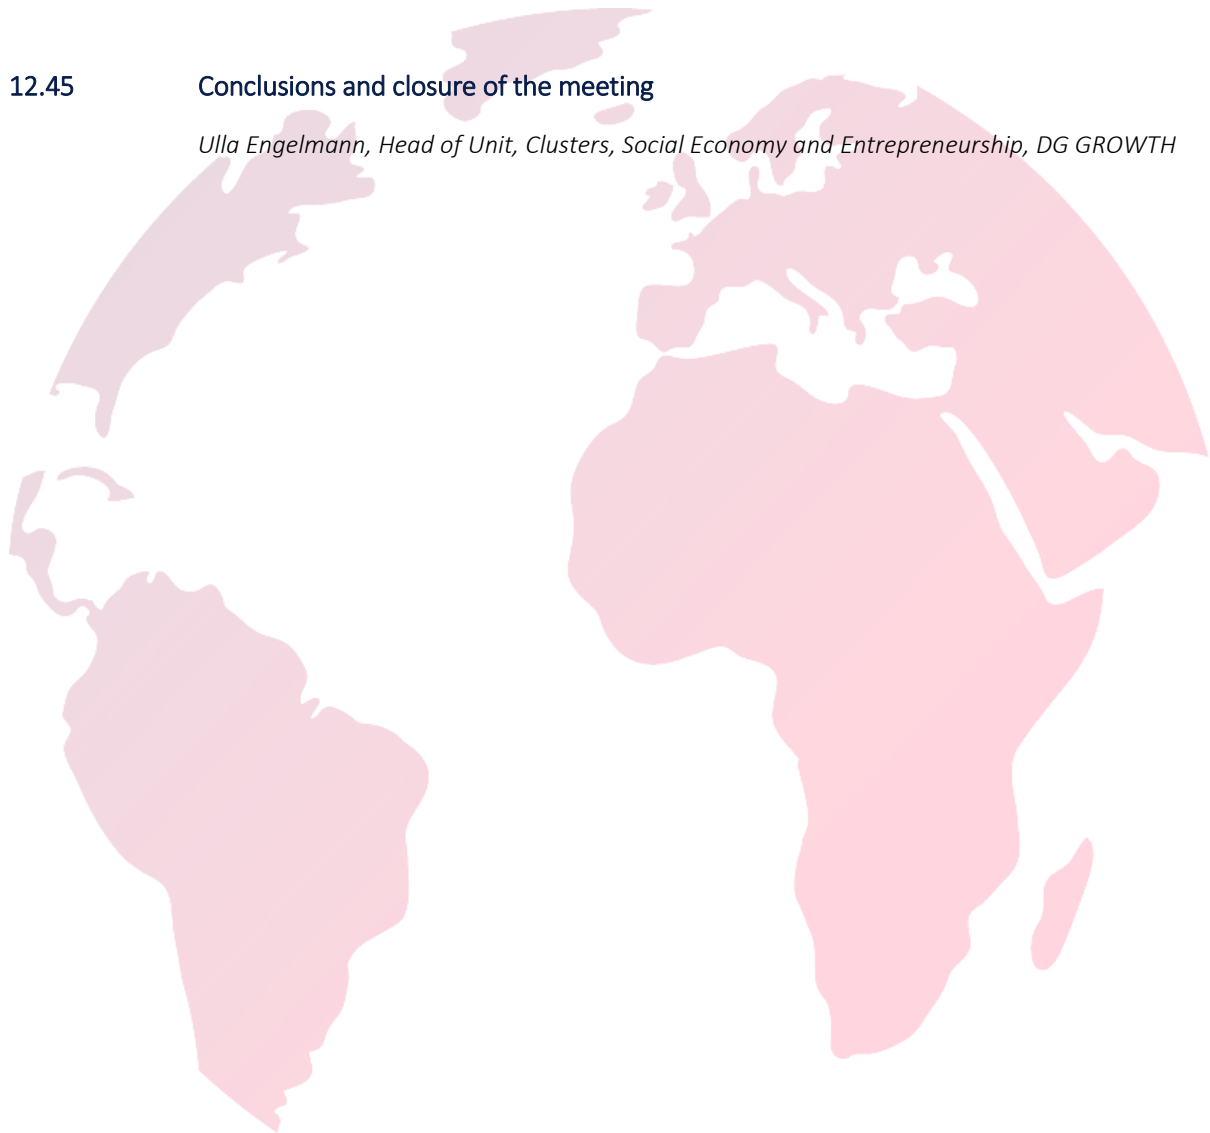 12.45 Conclusions and closure of the meeting
Ulla Engelmann, Head of Unit, Clusters, Social Economy and Entrepreneurship, DG GROWTH